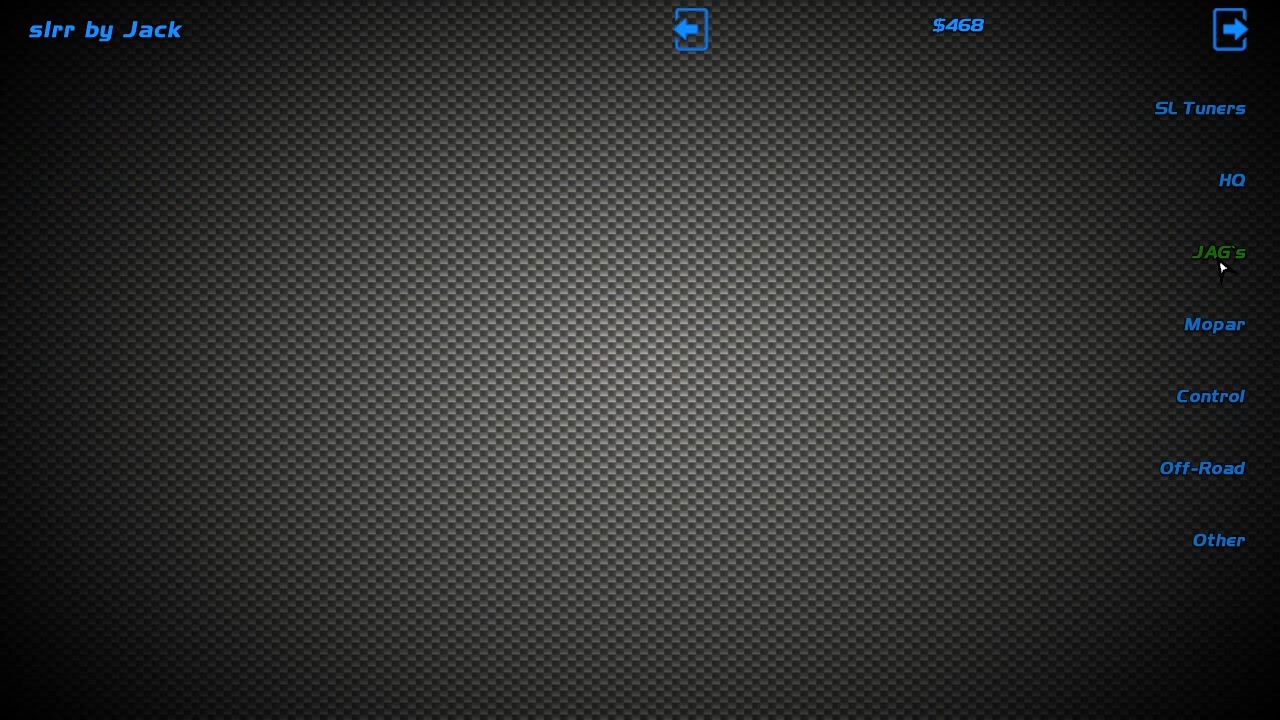 slrr by Jack
$468
SL Tuners
HQ
JAG's
Mopar
Control
Off-Road
Other